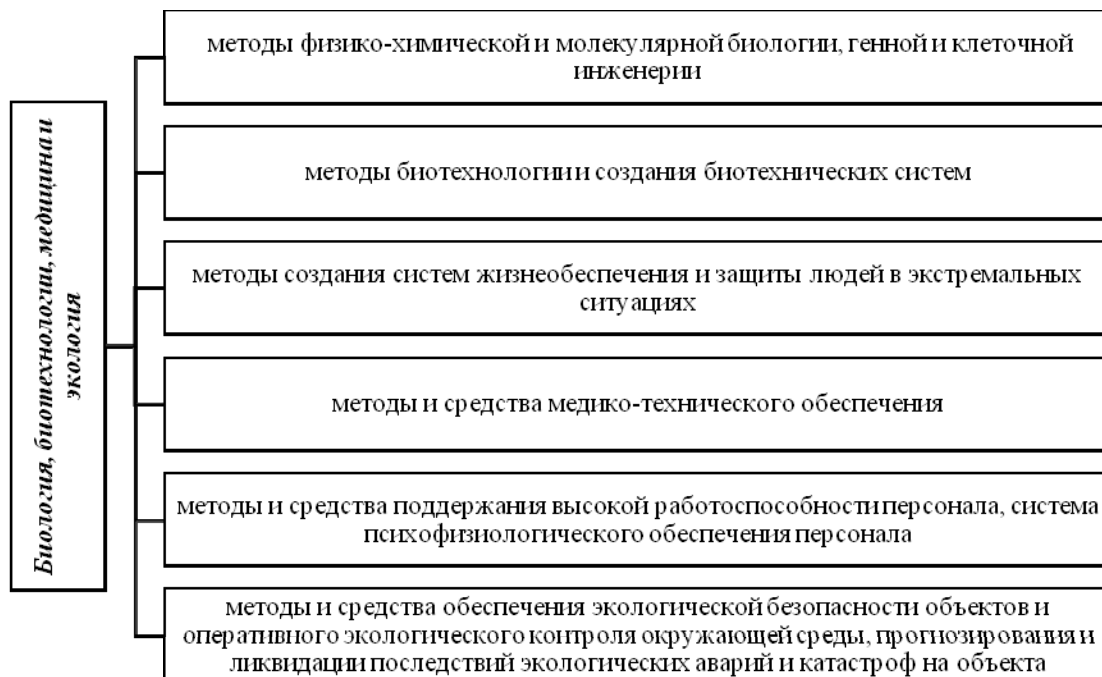 Биология, биотехнологии, медицина и
экология
методы физико-химической и молекулярной биологии, генной и клеточной
инженерии
методы биотехнологии и создания биотехнических систем
методы создания систем жизнеобеспечения и защиты людей в экстремальных
ситуациях
методы и средства медико-технического обеспечения
методы и средства поддержания высокой работоспособности персонала, система
психофизиологического обеспечения персонала
методы и средства обеспечения экологической безопасности объектов и
оперативного экологического контроля окружающей среды, прогнозирования и
ликвидации последствий экологических аварий и катастроф на объекта